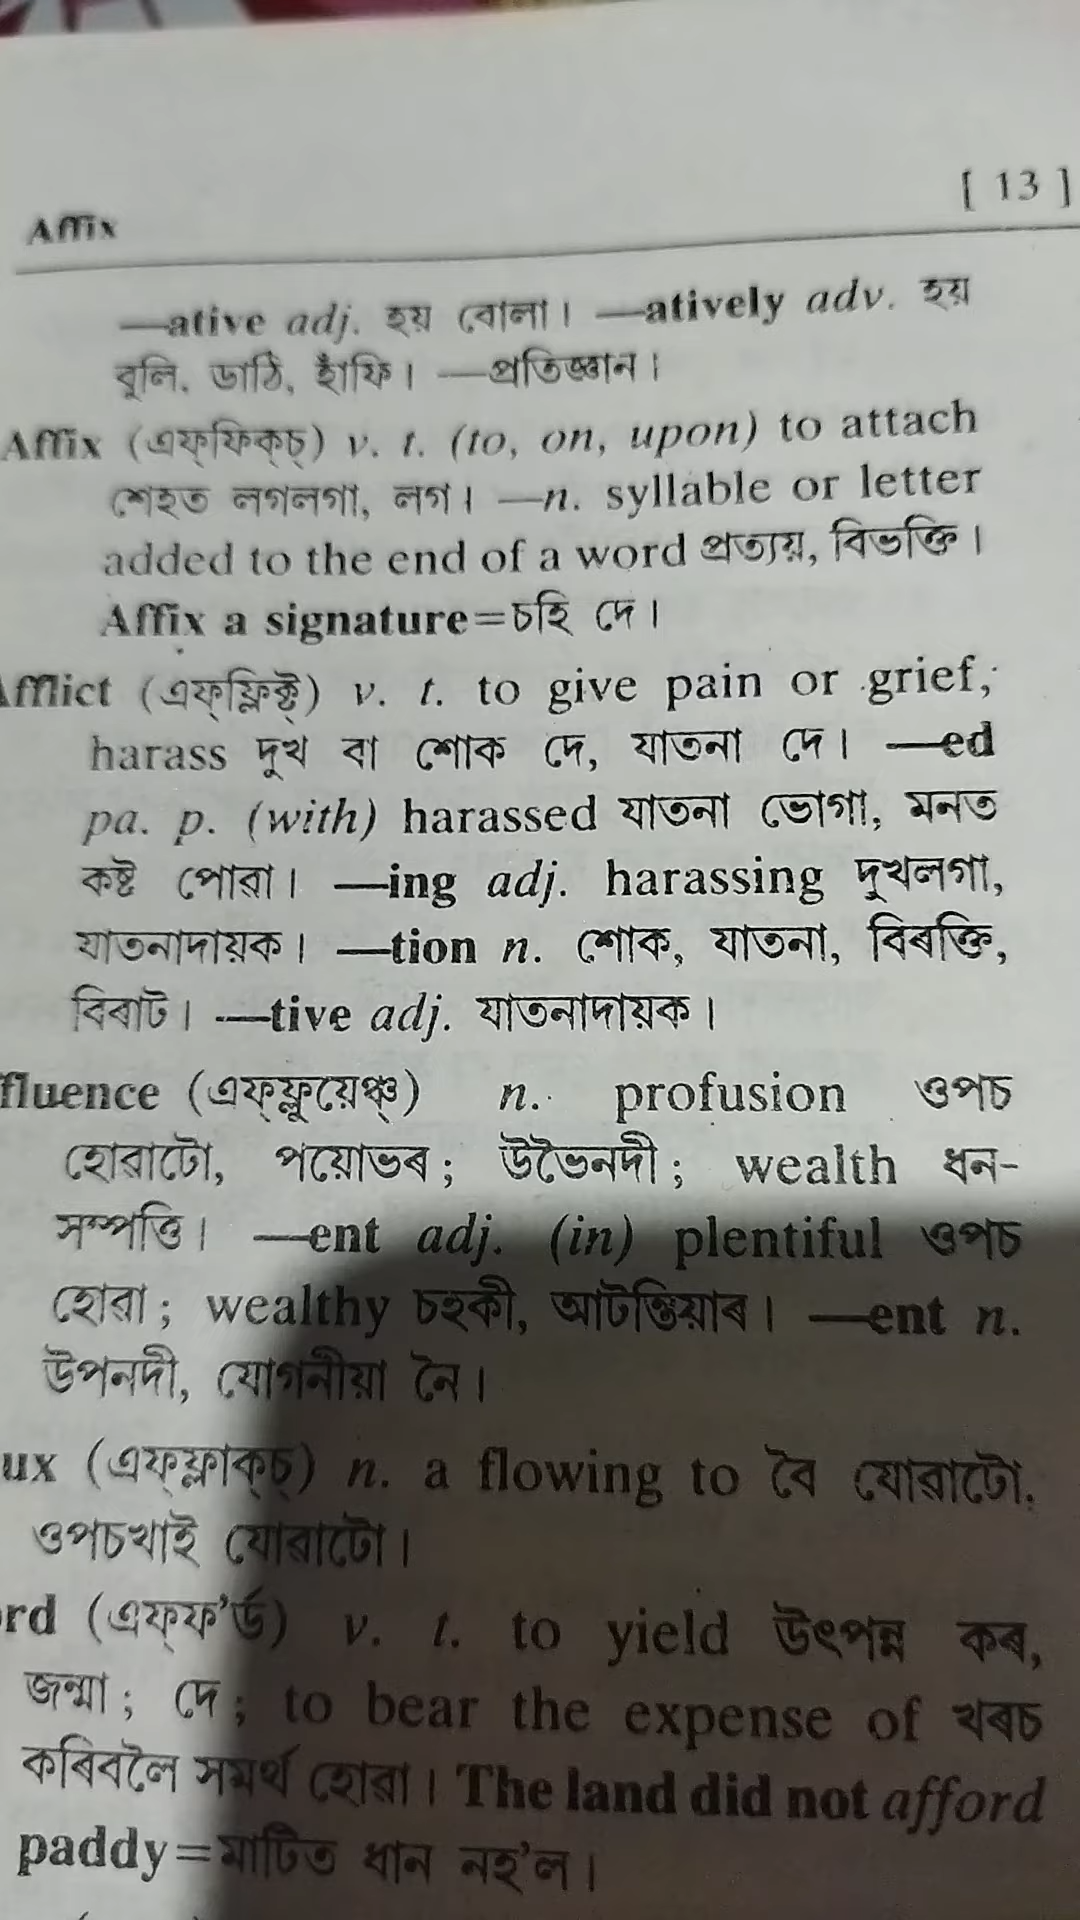 [ 13 ]
Affix
—ative adj. হয় বোলা। —atively adv. হয়
বুলি, ডাঠি, হাঁফি। —প্ৰতিজ্ঞান।
Affix (এফ্ফিক্চ্) v. t. (to, on, upon) to attach
শেহত লগলগা, লগ। —n. syllable or letter
added to the end of a word প্ৰত্যয়, বিভক্তি।
Affix a signature=চহি দে।
Afflict (এফ্ফ্লিক্ট্) v. t. to give pain or grief;
harass দুখ বা শোক দে, যাতনা দে। —ed
pa. p. (with) harassed যাতনা ভোগা, মনত
কষ্ট পোৱা। —ing adj. harassing দুখলগা,
যাতনাদায়ক। —tion n. শোক, যাতনা, বিৰক্তি,
বিৰাট। —tive adj. যাতনাদায়ক।
fluence (এফ্ফ্লুয়েঞ্চ্) n. profusion ওপচ
হোৱাটো, পয়োভৰ; উভৈনদী; wealth ধন-
সম্পত্তি। —ent adj. (in) plentiful ওপচ
হোৱা; wealthy চহকী, আটন্তিয়াৰ। —ent n.
উপনদী, যোগনীয়া নৈ।
ux (এফ্ফ্লাক্চ্) n. a flowing to বৈ যোৱাটো,
ওপচখাই যোৱাটো।
rd (এফ্ফ'ৰ্ড) v. t. to yield উৎপন্ন কৰ,
জন্মা; দে; to bear the expense of খৰচ
কৰিবলৈ সমৰ্থ হোৱা। The land did not afford
paddy=মাটিত ধান নহ'ল।